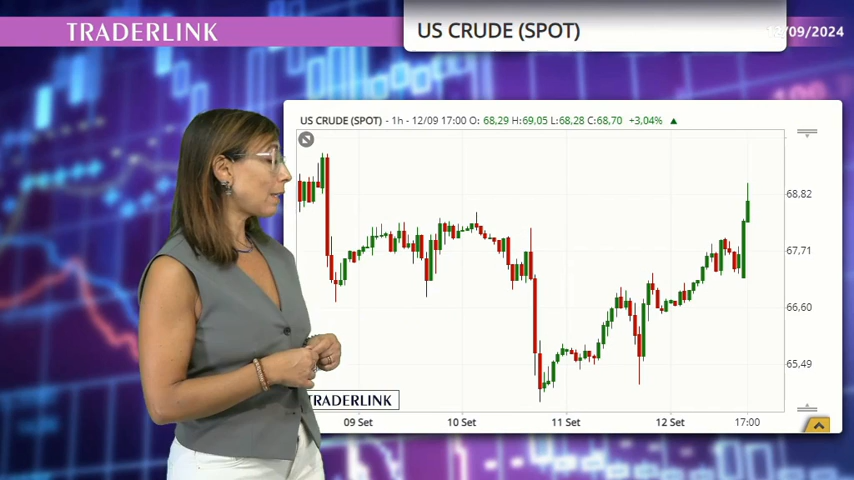 TRADERLINK
US CRUDE (SPOT)
12/09/2024
US CRUDE (SPOT) - 1h - 12/09 17:00 O: 68,29 H:69,05 L:68,28 C:68,70 +3,04% ▲
68.82
67.71
66.60
65.49
TRADERLINK
09 Set 10 Set 11 Set 12 Set 17:00